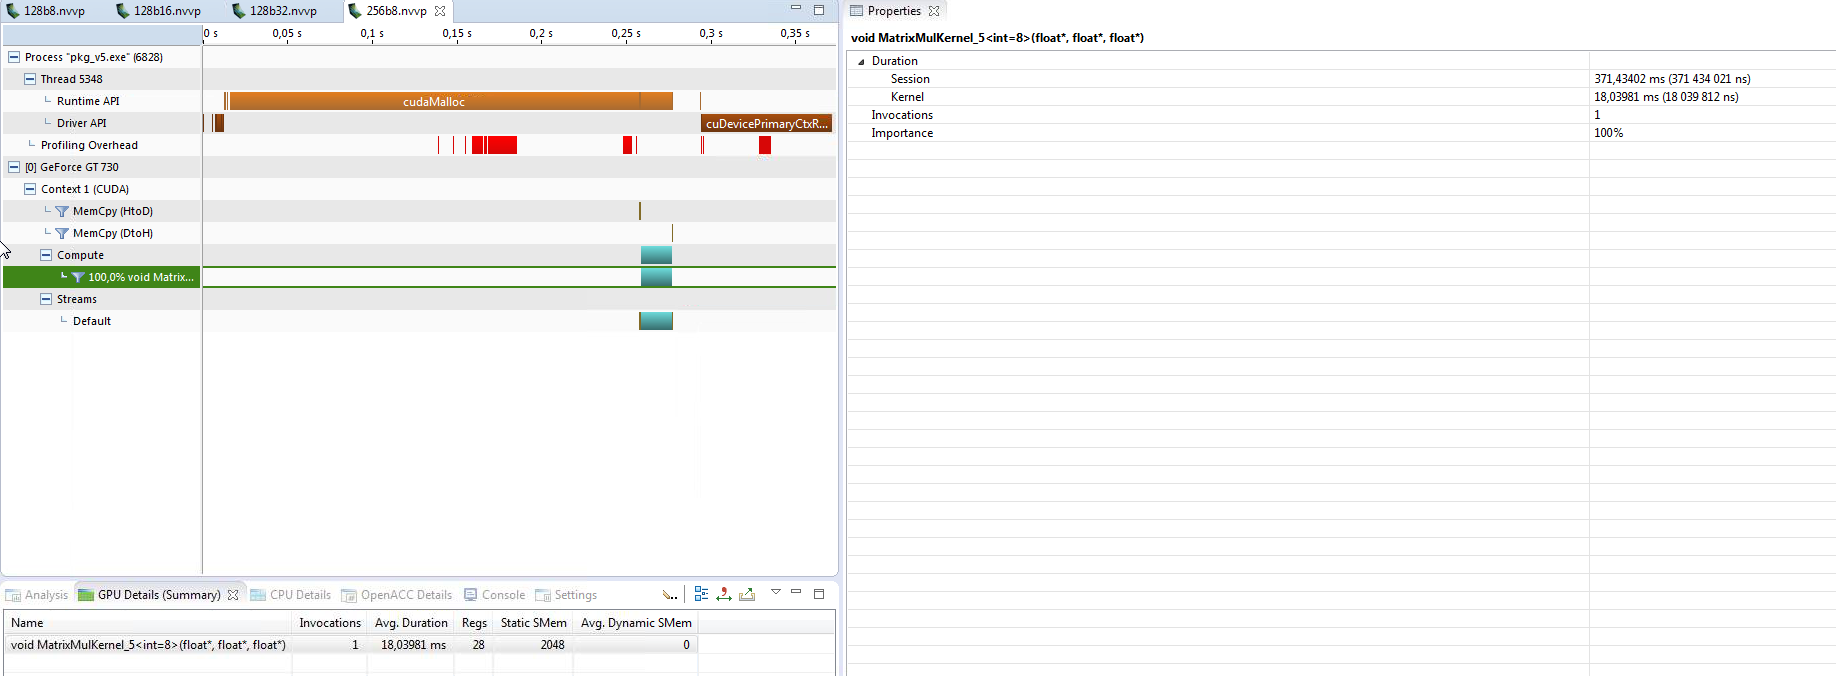 128b8.nvvp 128b16.nvvp 128b32.nvvp 256b8.nvvp
0 s 0,05 s 0,1 s 0,15 s 0,2 s 0,25 s 0,3 s 0,35 s
Process "pkg_v5.exe" (6828)
Thread 5348
Runtime API cudaMalloc
Driver API cuDevicePrimaryCtxR...
Profiling Overhead
[0] GeForce GT 730
Context 1 (CUDA)
MemCpy (HtoD)
MemCpy (DtoH)
Compute
100,0% void Matrix...
Streams
Default
Analysis GPU Details (Summary) CPU Details OpenACC Details Console Settings
Name Invocations Avg. Duration Regs Static SMem Avg. Dynamic SMem
void MatrixMulKernel_5<int=8>(float*, float*, float*) 1 18,03981 ms 28 2048 0
Properties
void MatrixMulKernel_5<int=8>(float*, float*, float*)
Duration
Session 371,43402 ms (371 434 021 ns)
Kernel 18,03981 ms (18 039 812 ns)
Invocations 1
Importance 100%